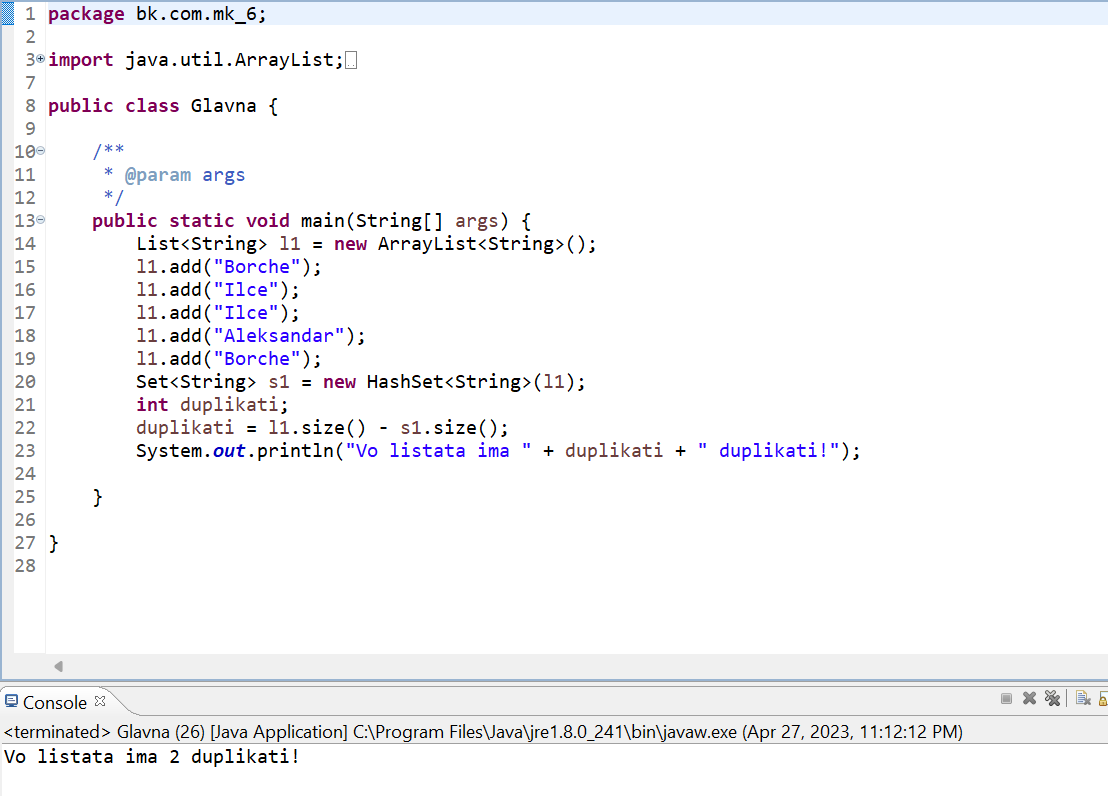 1 package bk.com.mk_6;
2
3 import java.util.ArrayList;
7
8 public class Glavna {
9
10     /**
11      * @param args
12      */
13     public static void main(String[] args) {
14         List<String> l1 = new ArrayList<String>();
15         l1.add("Borche");
16         l1.add("Ilce");
17         l1.add("Ilce");
18         l1.add("Aleksandar");
19         l1.add("Borche");
20         Set<String> s1 = new HashSet<String>(l1);
21         int duplikati;
22         duplikati = l1.size() - s1.size();
23         System.out.println("Vo listata ima " + duplikati + " duplikati!");
24
25     }
26
27 }
28
Console
<terminated> Glavna (26) [Java Application] C:\Program Files\Java\jre1.8.0_241\bin\javaw.exe (Apr 27, 2023, 11:12:12 PM)
Vo listata ima 2 duplikati!